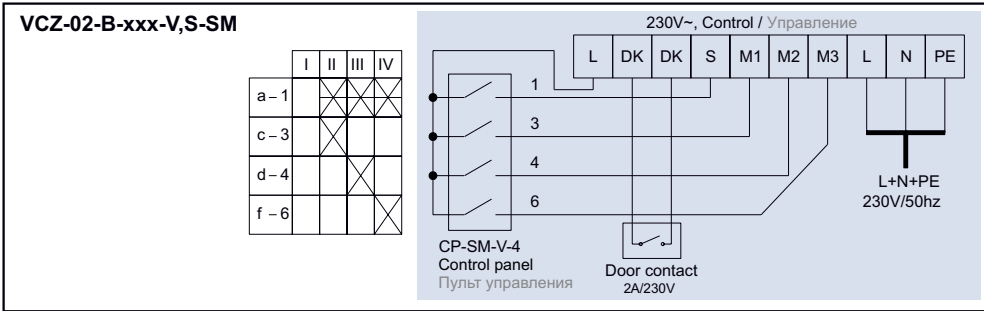 VCZ-02-B-xxx-V,S-SM
230V~, Control / Управление
L DK DK S M1 M2 M3 L N PE
I II III IV
a – 1
c – 3
d – 4
f – 6
1
3
4
6
L+N+PE
230V/50hz
CP-SM-V-4
Control panel
Пульт управления
Door contact
2A/230V